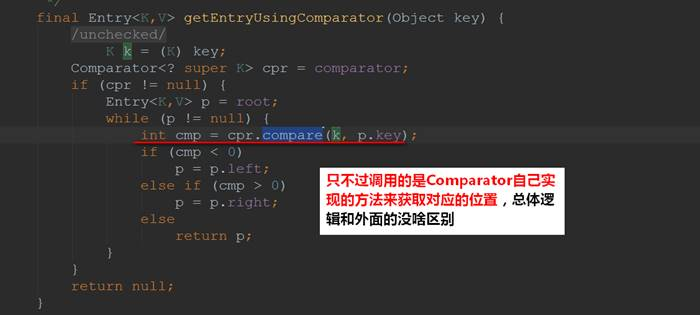 */
final Entry<K,V> getEntryUsingComparator(Object key) {
/unchecked/
K k = (K) key;
Comparator<? super K> cpr = comparator;
if (cpr != null) {
Entry<K,V> p = root;
while (p != null) {
int cmp = cpr.compare(k, p.key);
if (cmp < 0)
p = p.left;
else if (cmp > 0)
p = p.right;
else
return p;
}
}
return null;
}
只不过调用的是Comparator自己实
现的方法来获取对应的位置，总体逻
辑和外面的没啥区别